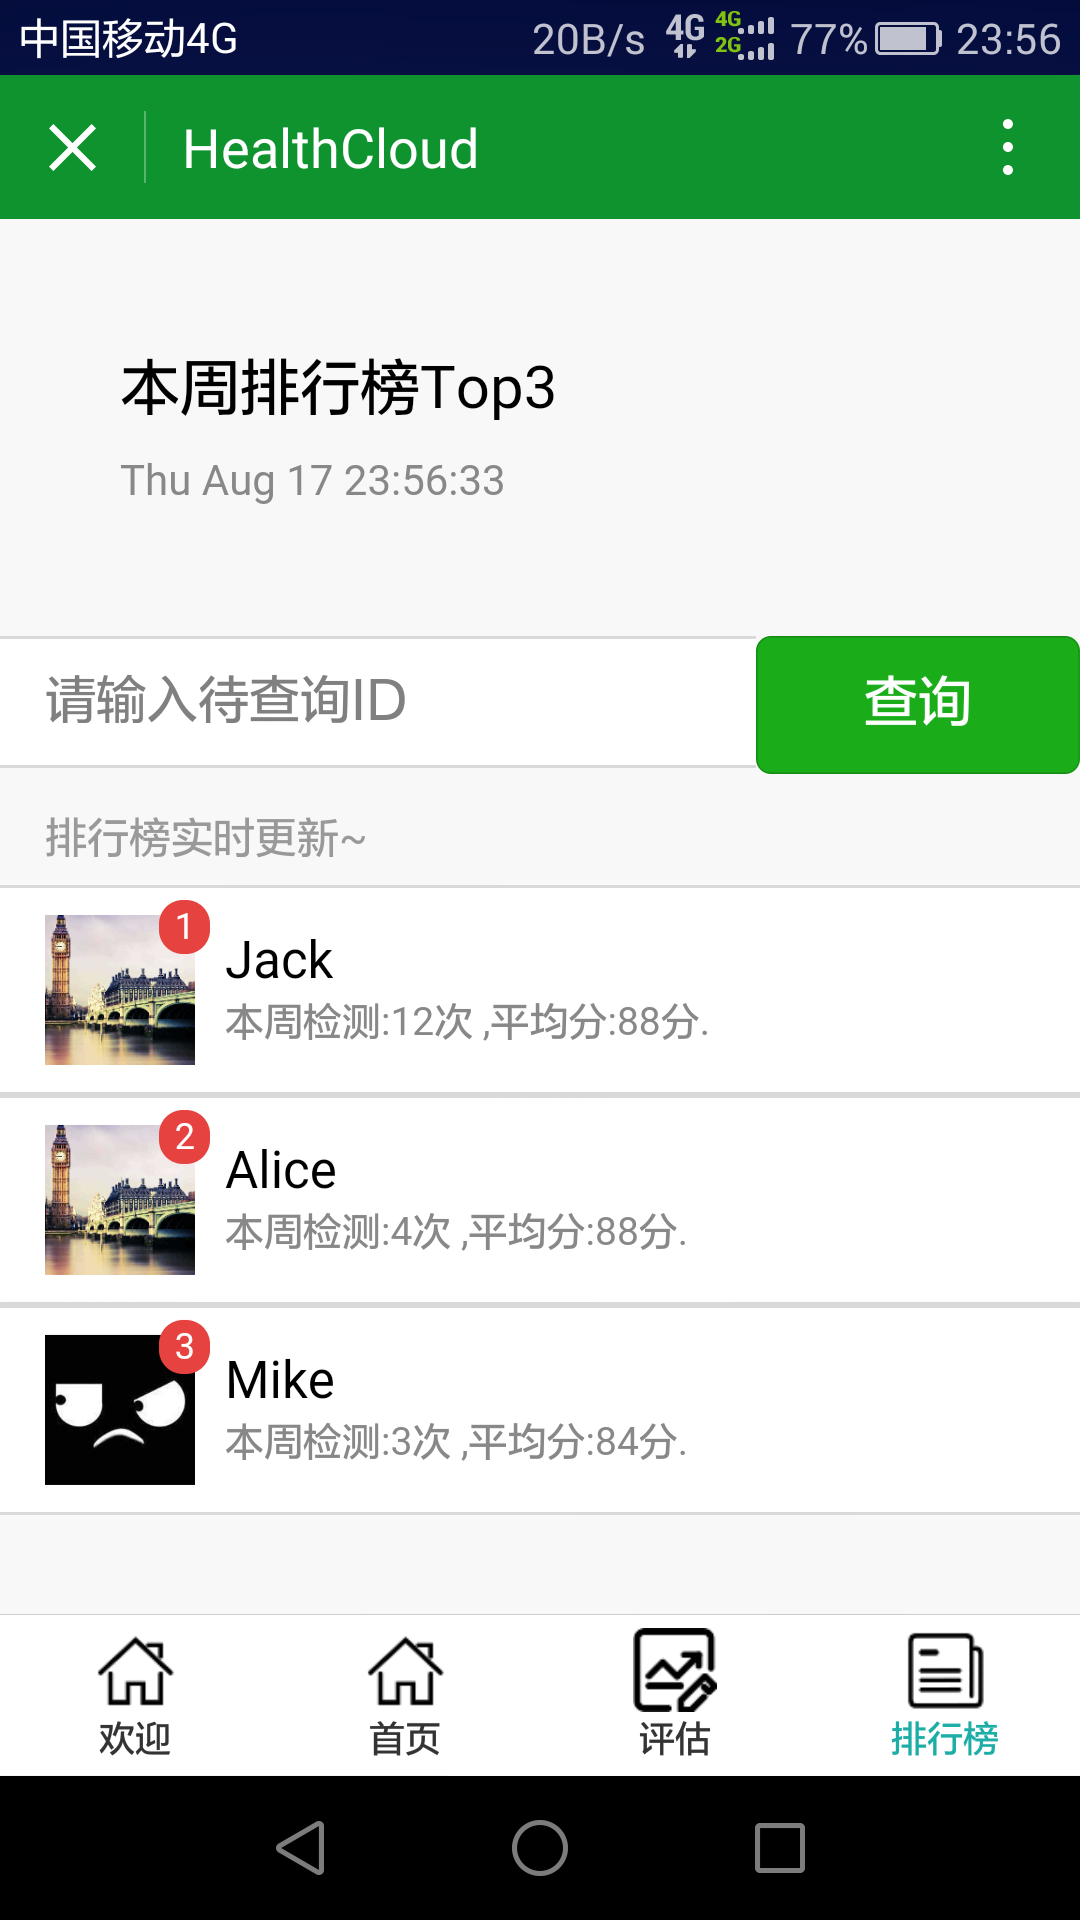 中国移动4G 20B/s 4G 4G 2G 77% 23:56
HealthCloud
本周排行榜Top3
Thu Aug 17 23:56:33
请输入待查询ID 查询
排行榜实时更新~
1
Jack
本周检测:12次 ,平均分:88分.
2
Alice
本周检测:4次 ,平均分:88分.
3
Mike
本周检测:3次 ,平均分:84分.
欢迎 首页 评估 排行榜